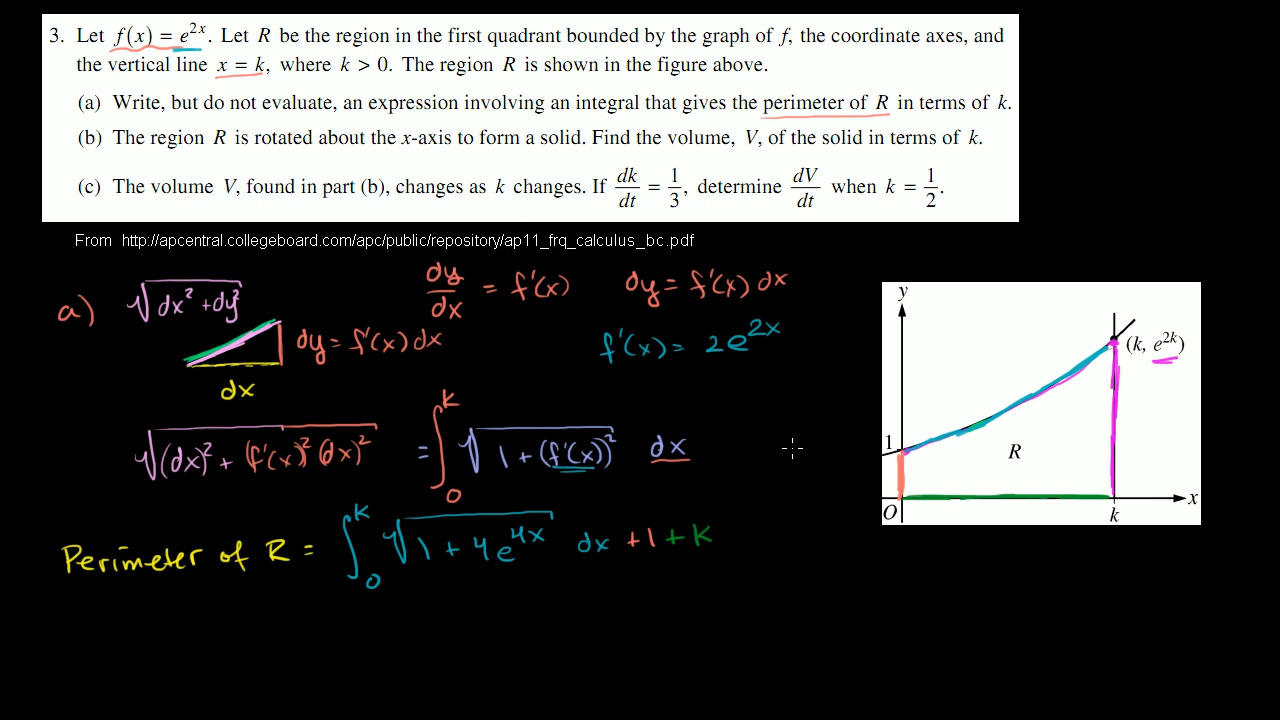 3. Let f(x) = e^{2x}. Let R be the region in the first quadrant bounded by the graph of f, the coordinate axes, and
the vertical line x = k, where k > 0. The region R is shown in the figure above.
(a) Write, but do not evaluate, an expression involving an integral that gives the perimeter of R in terms of k.
(b) The region R is rotated about the x-axis to form a solid. Find the volume, V, of the solid in terms of k.
(c) The volume V, found in part (b), changes as k changes. If dk/dt = 1/3, determine dV/dt when k = 1/2.
From http://apcentral.collegeboard.com/apc/public/repository/ap11_frq_calculus_bc.pdf
a) √(dx² + dy²)
dy/dx = f'(x)
dy = f'(x) dx
dy = f'(x) dx
f'(x) = 2e^{2x}
dx
√((dx)² + (f'(x))² (dx)²) = ∫_0^k √(1 + (f'(x))²) dx
Perimeter of R = ∫_0^k √(1 + 4e^{4x}) dx + 1 + k
y
(k, e^{2k})
1
R
O
k
x